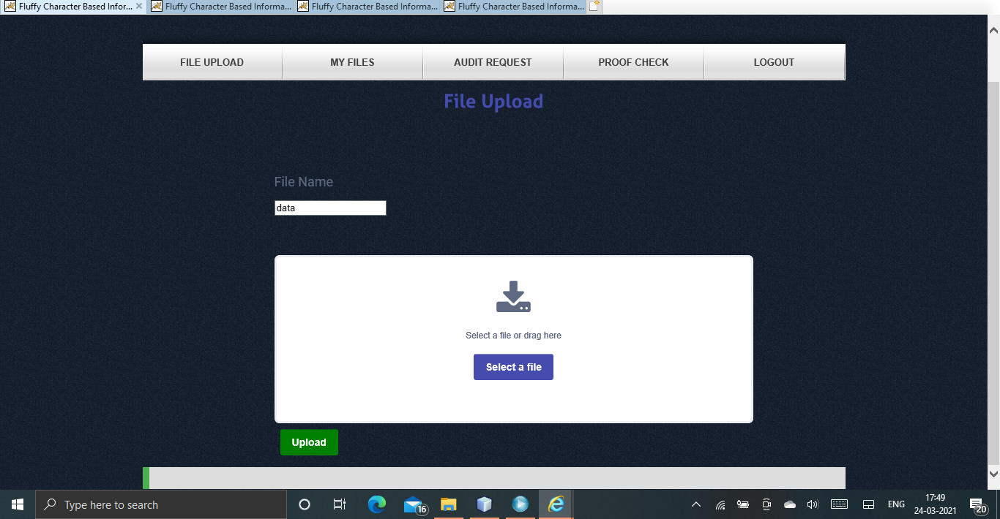 Fluffy Character Based Infor... Fluffy Character Based Informa... Fluffy Character Based Informa... Fluffy Character Based Informa...
FILE UPLOAD MY FILES AUDIT REQUEST PROOF CHECK LOGOUT
File Upload
File Name
data
Select a file or drag here
Select a file
Upload
Type here to search 16 ENG 17:49
24-03-2021 20